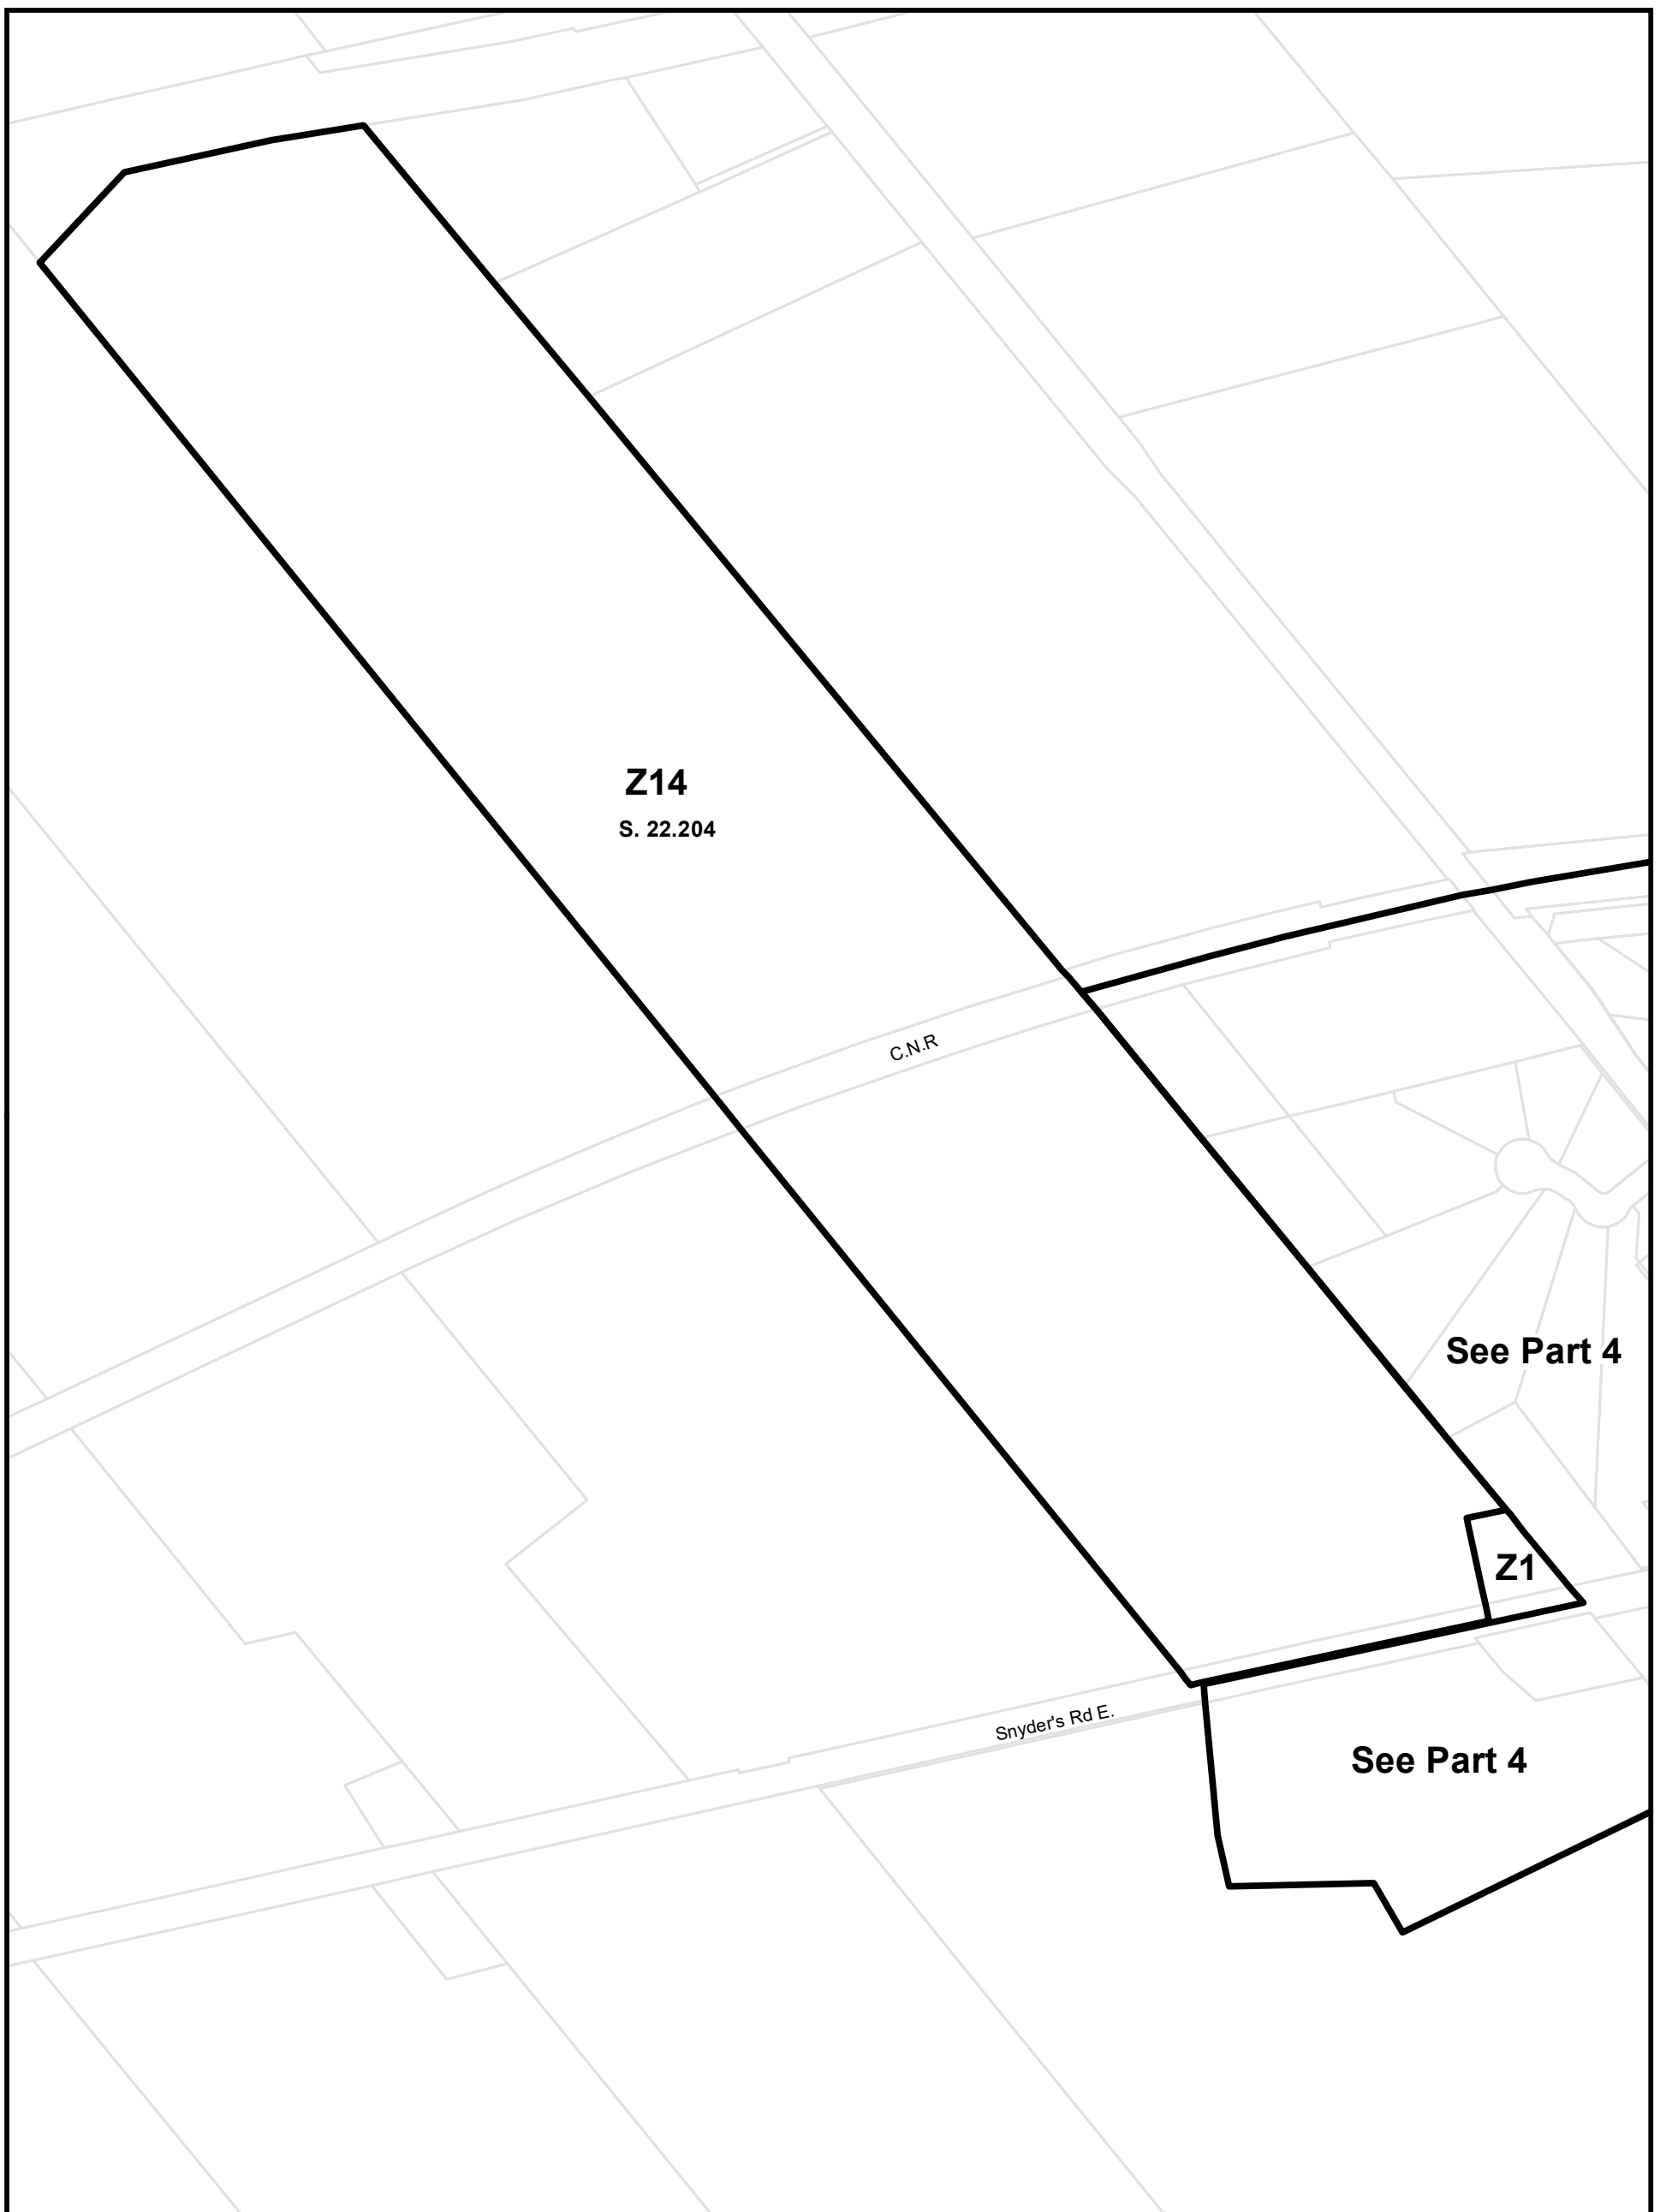 Z14
S. 22.204
C.N.R
See Part 4
Z1
Snyder's Rd E.
See Part 4